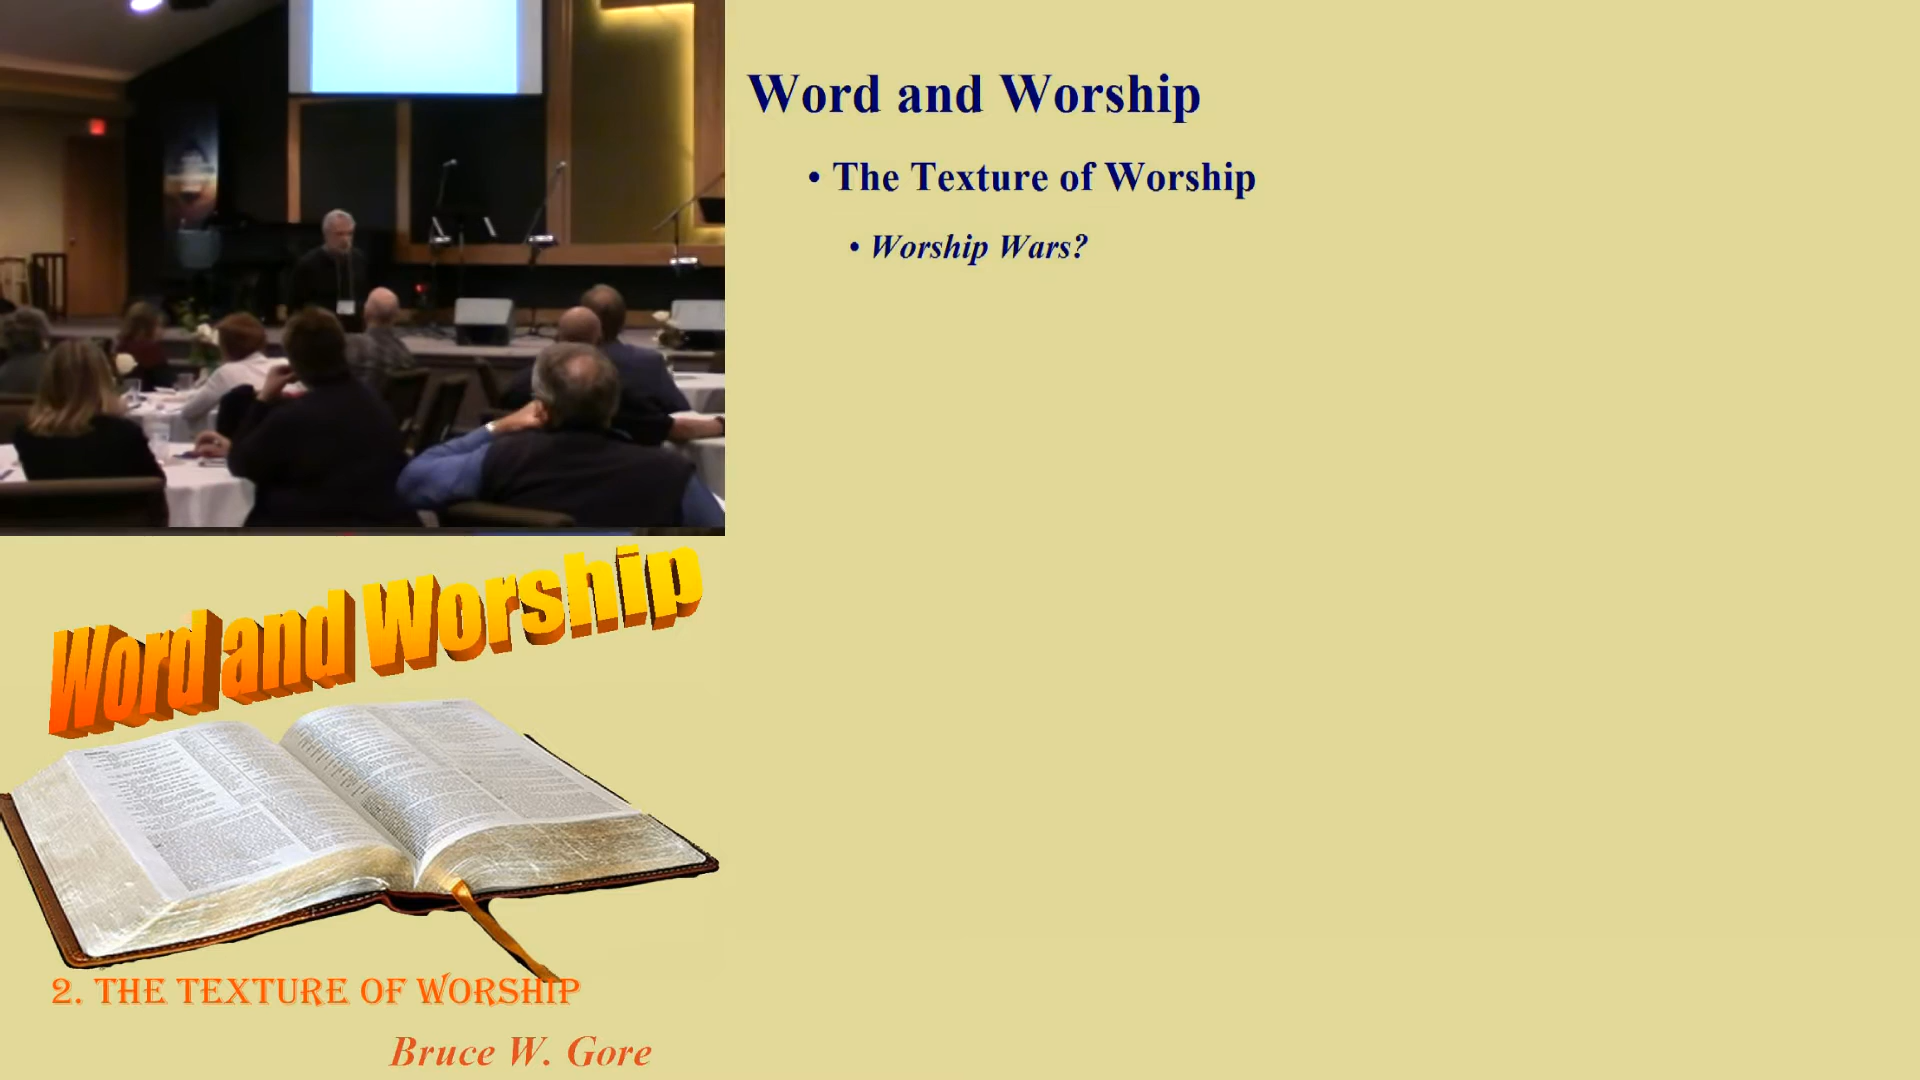 Word and Worship
• The Texture of Worship
• Worship Wars?
Word and Worship
2. The Texture of Worship
Bruce W. Gore